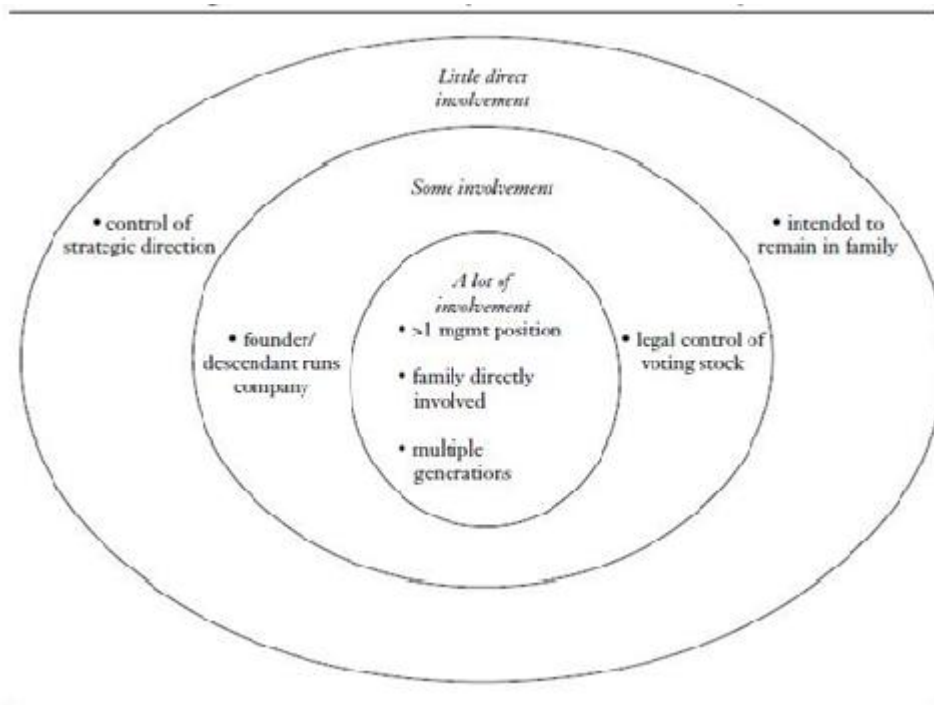 Little direct
involvement
Some involvement
• control of
strategic direction
• intended to
remain in family
A lot of
involvement
• >1 mgmt position
• founder/
descendant runs
company
• legal control of
voting stock
• family directly
involved
• multiple
generations